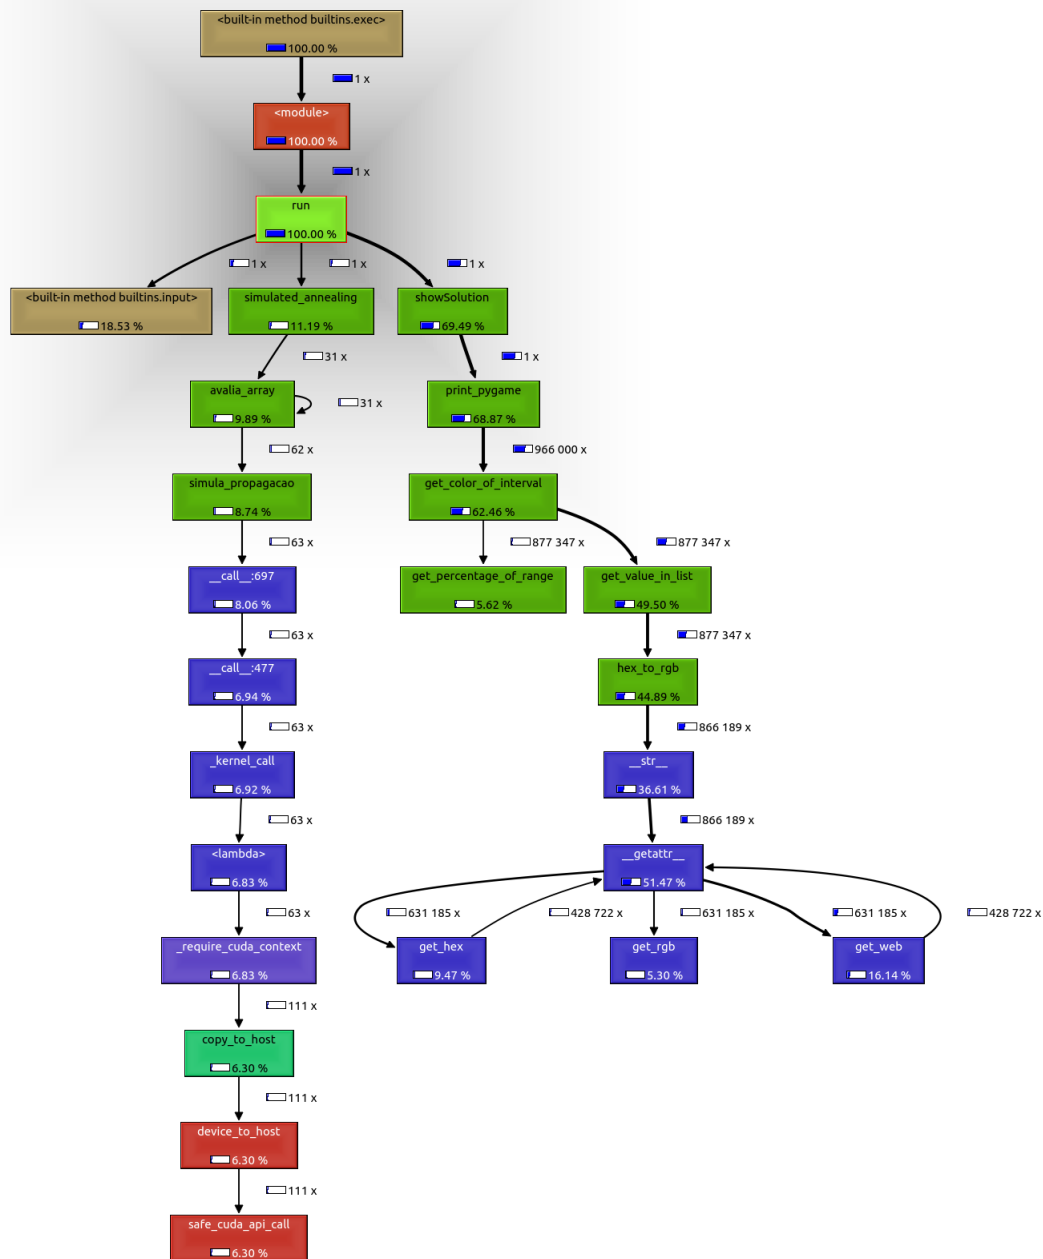 <built-in method builtins.exec>
100.00 %
1 x
<module>
100.00 %
1 x
run
100.00 %
1 x
1 x
1 x
<built-in method builtins.input>
18.53 %
simulated_annealing
11.19 %
showSolution
69.49 %
31 x
1 x
avalia_array
9.89 %
31 x
print_pygame
68.87 %
62 x
966 000 x
simula_propagacao
8.74 %
get_color_of_interval
62.46 %
63 x
877 347 x
877 347 x
__call__:697
8.06 %
get_percentage_of_range
5.62 %
get_value_in_list
49.50 %
63 x
877 347 x
__call__:477
6.94 %
hex_to_rgb
44.89 %
63 x
866 189 x
_kernel_call
6.92 %
__str__
36.61 %
63 x
866 189 x
<lambda>
6.83 %
__getattr__
51.47 %
63 x
631 185 x
428 722 x
631 185 x
631 185 x
428 722 x
_require_cuda_context
6.83 %
get_hex
9.47 %
get_rgb
5.30 %
get_web
16.14 %
111 x
copy_to_host
6.30 %
111 x
device_to_host
6.30 %
111 x
safe_cuda_api_call
6.30 %